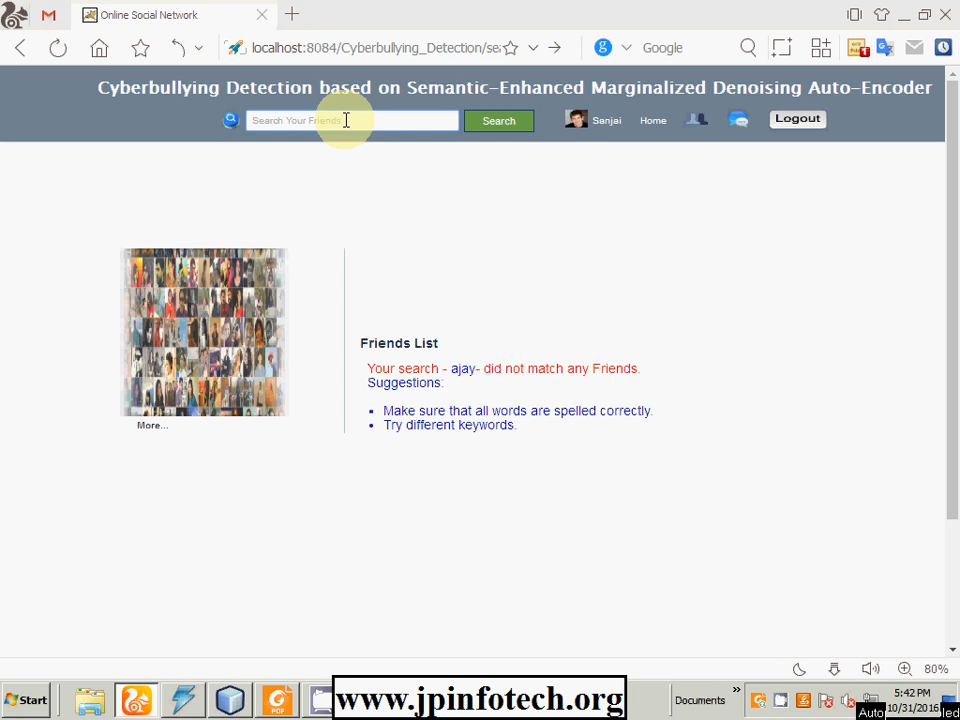 Online Social Network
localhost:8084/Cyberbullying_Detection/se
Google
Cyberbullying Detection based on Semantic-Enhanced Marginalized Denoising Auto-Encoder
Search Your Friends
Search
Sanjai
Home
Logout
Friends List
Your search - ajay- did not match any Friends.
Suggestions:
Make sure that all words are spelled correctly.
Try different keywords.
More...
80%
Start
www.jpinfotech.org
Documents
5:42 PM
10/31/2016